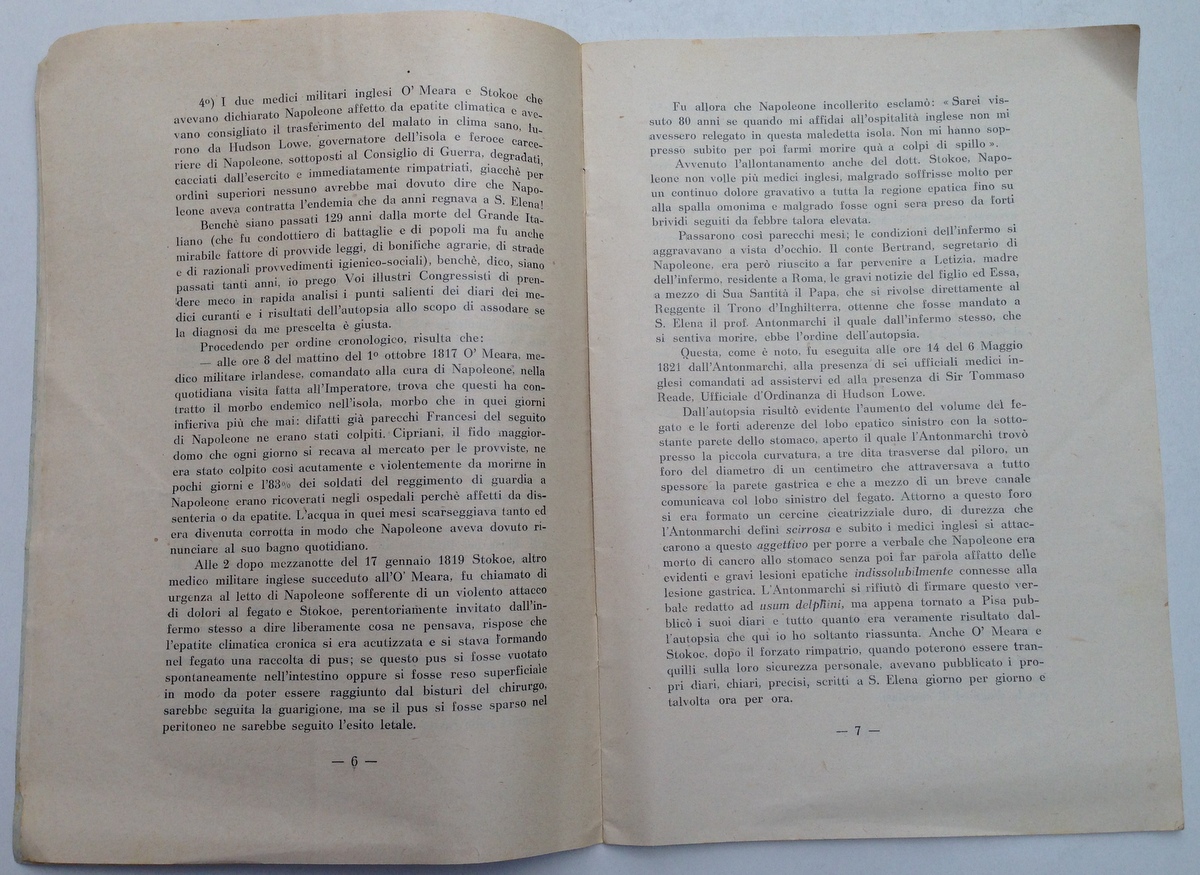 4º) I due medici militari inglesi O' Meara e Stokoe che
avevano dichiarato Napoleone affetto da epatite climatica e ave-
vano consigliato il trasferimento del malato in clima sano, fu-
rono da Hudson Lowe, governatore dell'isola e feroce carce-
riere di Napoleone, sottoposti al Consiglio di Guerra, degradati,
cacciati dall'esercito e immediatamente rimpatriati, giacchè per
ordini superiori nessuno avrebbe mai dovuto dire che Napo-
leone aveva contratta l'endemia che da anni regnava a S. Elena!
Benchè siano passati 129 anni dalla morte del Grande Ita-
liano (che fu condottiero di battaglie e di popoli ma fu anche
mirabile fattore di provvide leggi, di bonifiche agrarie, di strade
e di razionali provvedimenti igienico-sociali), benchè, dico, siano
passati tanti anni, io prego Voi illustri Congressisti di pren-
dere meco in rapida analisi i punti salienti dei diari dei me-
dici curanti e i risultati dell'autopsia allo scopo di assodare se
la diagnosi da me prescelta è giusta.
Procedendo per ordine cronologico, risulta che:
— alle ore 8 del mattino del 1º ottobre 1817 O' Meara, me-
dico militare irlandese, comandato alla cura di Napoleone, nella
quotidiana visita fatta all'Imperatore, trova che questi ha con-
tratto il morbo endemico nell'isola, morbo che in quei giorni
infieriva più che mai: difatti già parecchi Francesi del seguito
di Napoleone ne erano stati colpiti. Cipriani, il fido maggior-
domo che ogni giorno si recava al mercato per le provviste, ne
era stato colpito così acutamente e violentemente da morirne in
pochi giorni e l'83% dei soldati del reggimento di guardia a
Napoleone erano ricoverati negli ospedali perchè affetti da dis-
senteria o da epatite. L'acqua in quei mesi scarseggiava tanto ed
era divenuta corrotta in modo che Napoleone aveva dovuto ri-
nunciare al suo bagno quotidiano.
Alle 2 dopo mezzanotte del 17 gennaio 1819 Stokoe, altro
medico militare inglese succeduto all'O' Meara, fu chiamato di
urgenza al letto di Napoleone sofferente di un violento attacco
di dolori al fegato e Stokoe, perentoriamente invitato dall'in-
fermo stesso a dire liberamente cosa ne pensava, rispose che
l'epatite climatica cronica si era acutizzata e si stava formando
nel fegato una raccolta di pus; se questo pus si fosse vuotato
spontaneamente nell'intestino oppure si fosse reso superficiale
in modo da poter essere raggiunto dal bisturi del chirurgo,
sarebbe seguita la guarigione, ma se il pus si fosse sparso nel
peritoneo ne sarebbe seguito l'esito letale.
— 6 —
Fu allora che Napoleone incollerito esclamò: « Sarei vis-
suto 80 anni se quando mi affidai all'ospitalità inglese non mi
avessero relegato in questa maledetta isola. Non mi hanno sop-
presso subito per poi farmi morire quà a colpi di spillo ».
Avvenuto l'allontanamento anche del dott. Stokoe, Napo-
leone non volle più medici inglesi, malgrado soffrisse molto per
un continuo dolore gravativo a tutta la regione epatica fino su
alla spalla omonima e malgrado fosse ogni sera preso da forti
brividi seguiti da febbre talora elevata.
Passarono così parecchi mesi; le condizioni dell'infermo si
aggravavano a vista d'occhio. Il conte Bertrand, segretario di
Napoleone, era però riuscito a far pervenire a Letizia, madre
dell'infermo, residente a Roma, le gravi notizie del figlio ed Essa,
a mezzo di Sua Santità il Papa, che si rivolse direttamente al
Reggente il Trono d'Inghilterra, ottenne che fosse mandato a
S. Elena il prof. Antonmarchi il quale dall'infermo stesso, che
si sentiva morire, ebbe l'ordine dell'autopsia.
Questa, come è noto, fu eseguita alle ore 14 del 6 Maggio
1821 dall'Antonmarchi, alla presenza di sei ufficiali medici in-
glesi comandati ad assistervi ed alla presenza di Sir Tommaso
Reade, Ufficiale d'Ordinanza di Hudson Lowe.
Dall'autopsia risultò evidente l'aumento del volume del fe-
gato e le forti aderenze del lobo epatico sinistro con la sotto-
stante parete dello stomaco, aperto il quale l'Antonmarchi trovò
presso la piccola curvatura, a tre dita trasverse dal piloro, un
foro del diametro di un centimetro che attraversava a tutto
spessore la parete gastrica e che a mezzo di un breve canale
comunicava col lobo sinistro del fegato. Attorno a questo foro
si era formato un cercine cicatrizziale duro, di durezza che
l'Antonmarchi definì scirrosa e subito i medici inglesi si attac-
carono a questo aggettivo per porre a verbale che Napoleone era
morto di cancro allo stomaco senza poi far parola affatto delle
evidenti e gravi lesioni epatiche indissolubilmente connesse alla
lesione gastrica. L'Antonmarchi si rifiutò di firmare questo ver-
bale redatto ad usum delphini, ma appena tornato a Pisa pub-
blicò i suoi diari e tutto quanto era veramente risultato dal-
l'autopsia che qui io ho soltanto riassunta. Anche O' Meara e
Stokoe, dopo il forzato rimpatrio, quando poterono essere tran-
quilli sulla loro sicurezza personale, avevano pubblicato i pro-
pri diari, chiari, precisi, scritti a S. Elena giorno per giorno e
talvolta ora per ora.
— 7 —